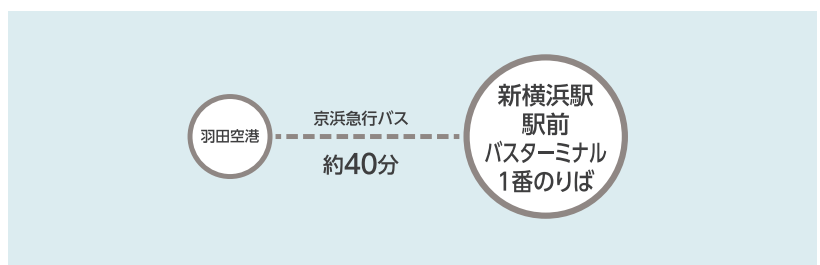 羽田空港
京浜急行バス
約40分
新横浜駅
駅前
バスターミナル
1番のりば